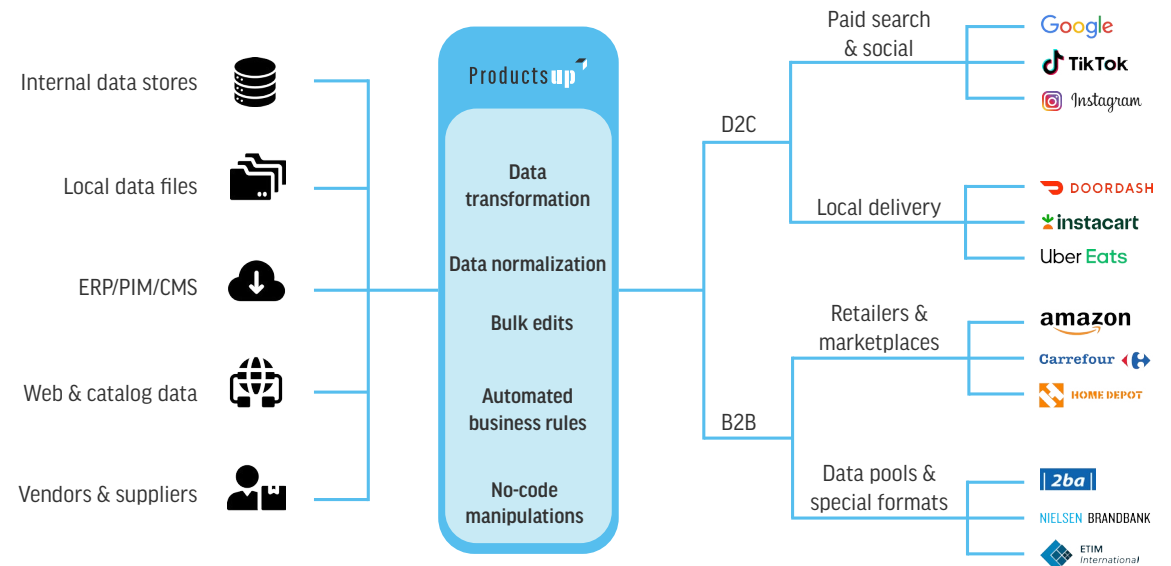 Internal data stores
Local data files
ERP/PIM/CMS
Web & catalog data
Vendors & suppliers
Productsup
Data
transformation
Data normalization
Bulk edits
Automated
business rules
No-code
manipulations
D2C
Paid search
& social
Google
TikTok
Instagram
Local delivery
DOORDASH
instacart
Uber Eats
B2B
Retailers &
marketplaces
amazon
Carrefour
HOME DEPOT
Data pools &
special formats
2ba
NIELSEN BRANDBANK
ETIM
International